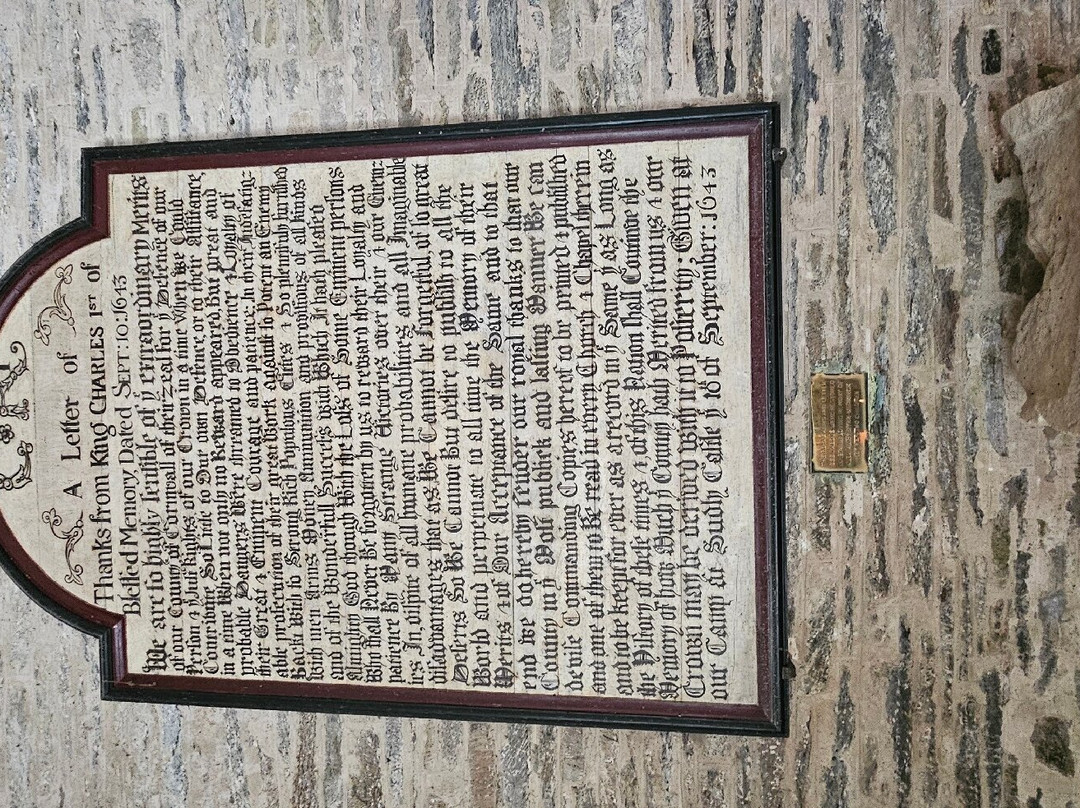 A Letter of
Thanks from King CHARLES 1ST of
Blessed Memory, Dated SEPT: 10: 1643
We are so highly sensible of yͤ extraordinary Merits
of our County of Cornwall of their Zeal for yͤ Defence of our
Person & yͤ Just Rights of our Crown in a time When we Could
Contribute So Little to Our own Defence, or to their Assistance;
in a time When not only no Reward appeared But great and
probable Dangers Were threatned to Obedience & Loyalty of
their Great & Eminent Courage and patience, In their Indefatig:
able prosecution of their great Work against so potent an Enemy
Back't With so Strong Rich Populous Cities & So plentifully furnished
With men Arms Money Ammunition and provisions of all kinds
and of the Wonderfull Success with Which It hath pleased
Almighty God though With the Loss of Some Eminent persons
Who shall Never Be forgotten by us to reward their Loyalty and
patience By Many Strange Victories over their & our Enem:
ies In despite of all humane probabilities and all Imaginable
disadvantages that as We Cannot be Forgetful of so great
Deserts So We Cannot But desire to publish to all the
World and perpetuate to all time the Memory of their
Merits & of Our Acceptance of the Same and to that
end we do hereby render our royal thanks to that our
County in yͤ Most publick and lasting Manner We Can
devise Commanding Copies hereof to be printed & published
and one of them to Be read in every Church & Chapel therein
and to be kept for ever as a record in yͤ Same yͭ as Long as
the History of these times & of this Nation shall Continue the
Memory of how Much yͭ County hath Merited from us & our
Crown may be derived with it to Posterity, Given at
our Camp at Sudly Castle yͤ 10 of September: 1643